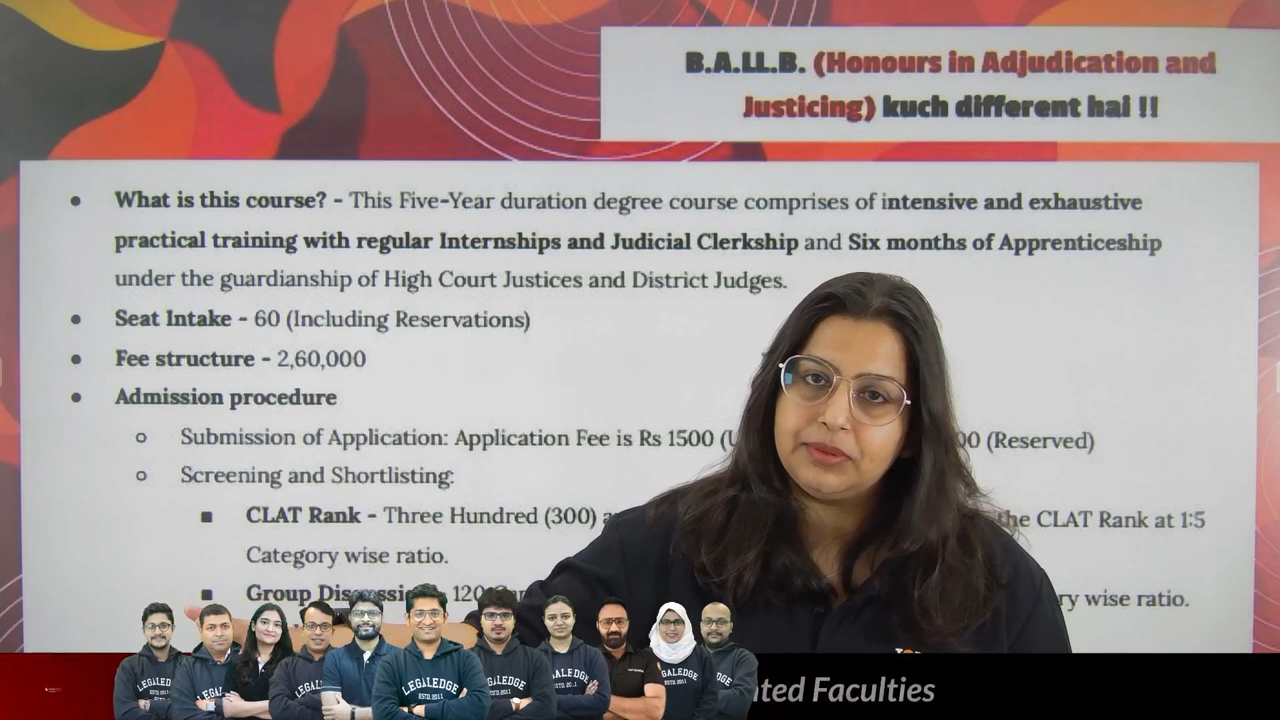 B.A.LL.B. (Honours in Adjudication and
Justicing) kuch different hai !!
• What is this course? - This Five-Year duration degree course comprises of intensive and exhaustive
practical training with regular Internships and Judicial Clerkship and Six months of Apprenticeship
under the guardianship of High Court Justices and District Judges.
• Seat Intake - 60 (Including Reservations)
• Fee structure - 2,60,000
• Admission procedure
○ Submission of Application: Application Fee is Rs 1500 (U 00 (Reserved)
○ Screening and Shortlisting:
■ CLAT Rank - Three Hundred (300) the CLAT Rank at 1:5
Category wise ratio.
■ Group 120 ry wise ratio.
LEGALEDGE
ESTD. 2011
Faculties